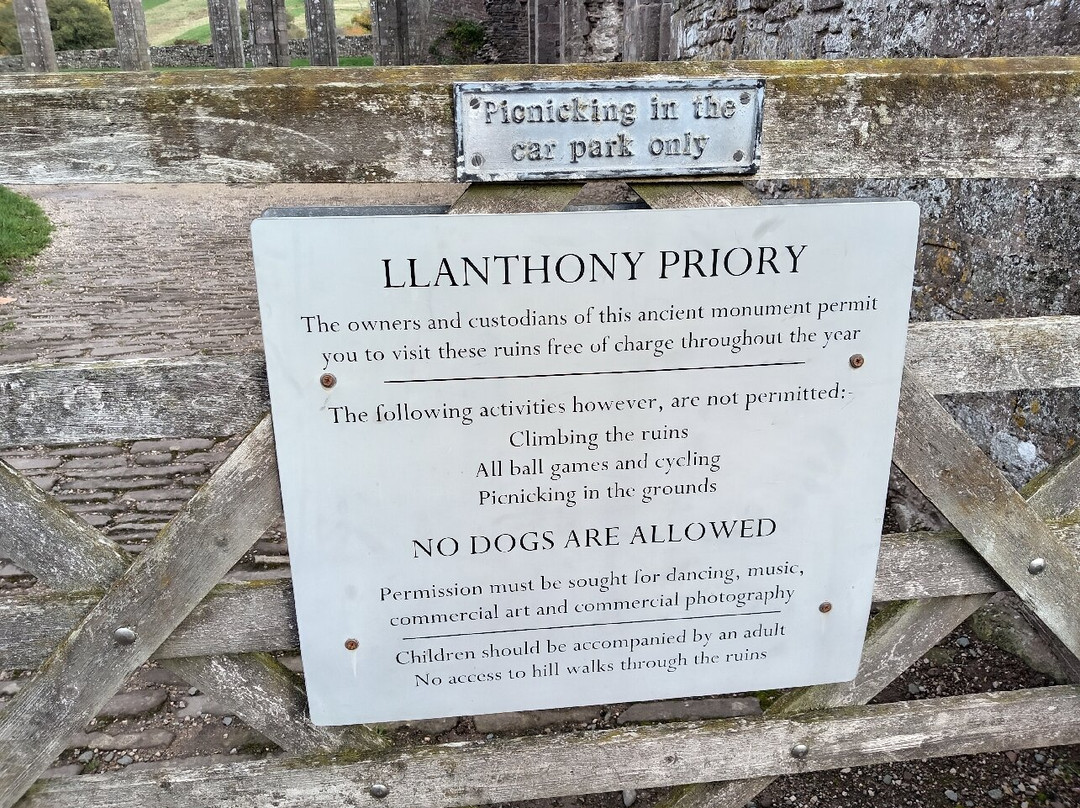 Picnicking in the
car park only
LLANTHONY PRIORY
The owners and custodians of this ancient monument permit
you to visit these ruins free of charge throughout the year
The following activities however, are not permitted:-
Climbing the ruins
All ball games and cycling
Picnicking in the grounds
NO DOGS ARE ALLOWED
Permission must be sought for dancing, music,
commercial art and commercial photography
Children should be accompanied by an adult
No access to hill walks through the ruins